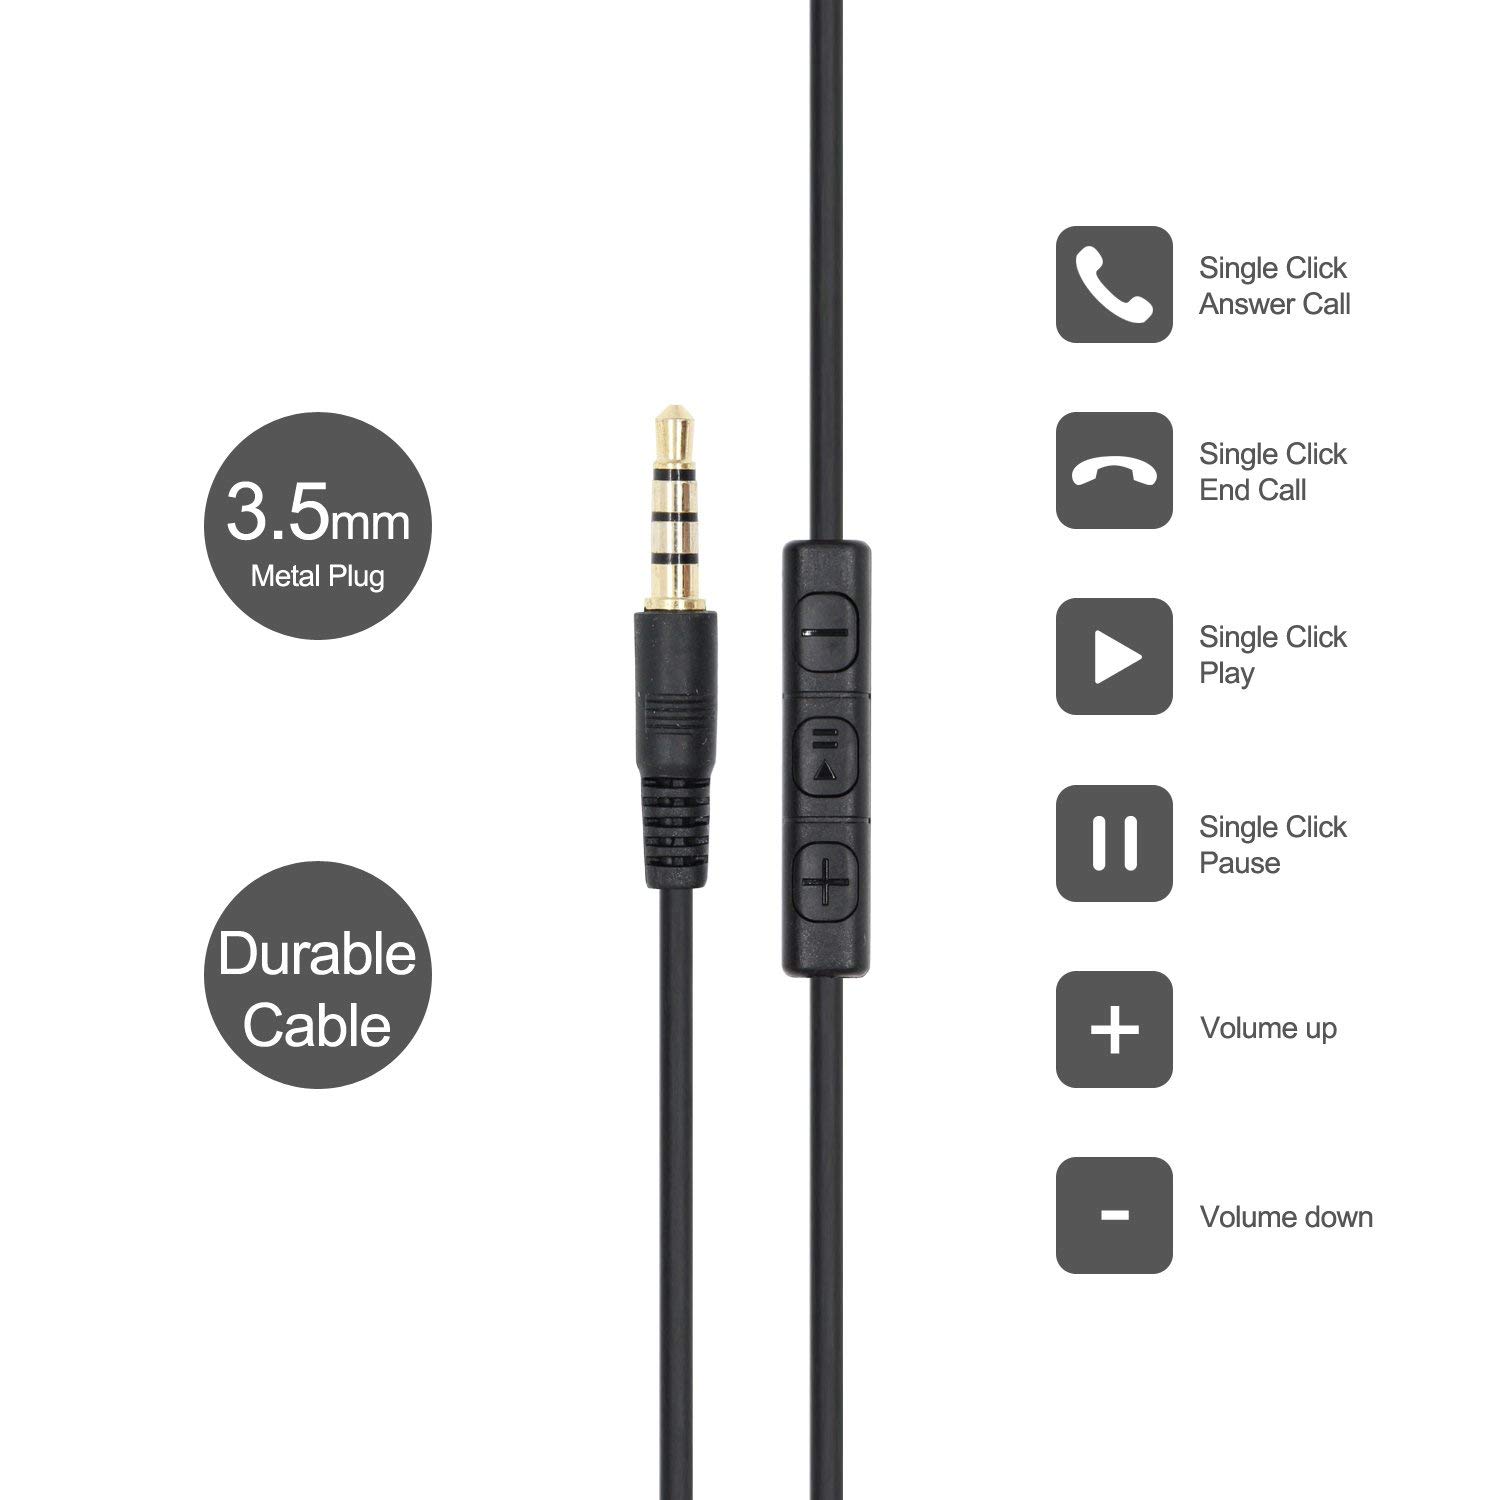 3.5mm
Metal Plug
Durable
Cable
Single Click
Answer Call
Single Click
End Call
Single Click
Play
Single Click
Pause
+ Volume up
- Volume down